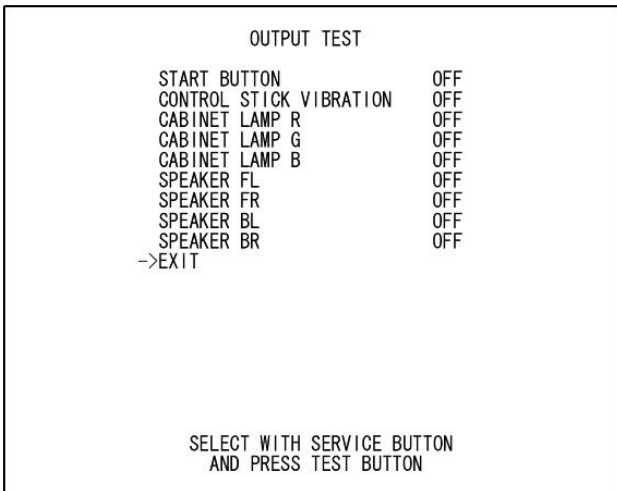 OUTPUT TEST
START BUTTON OFF
CONTROL STICK VIBRATION OFF
CABINET LAMP R OFF
CABINET LAMP G OFF
CABINET LAMP B OFF
SPEAKER FL OFF
SPEAKER FR OFF
SPEAKER BL OFF
SPEAKER BR OFF
->EXIT
SELECT WITH SERVICE BUTTON
AND PRESS TEST BUTTON